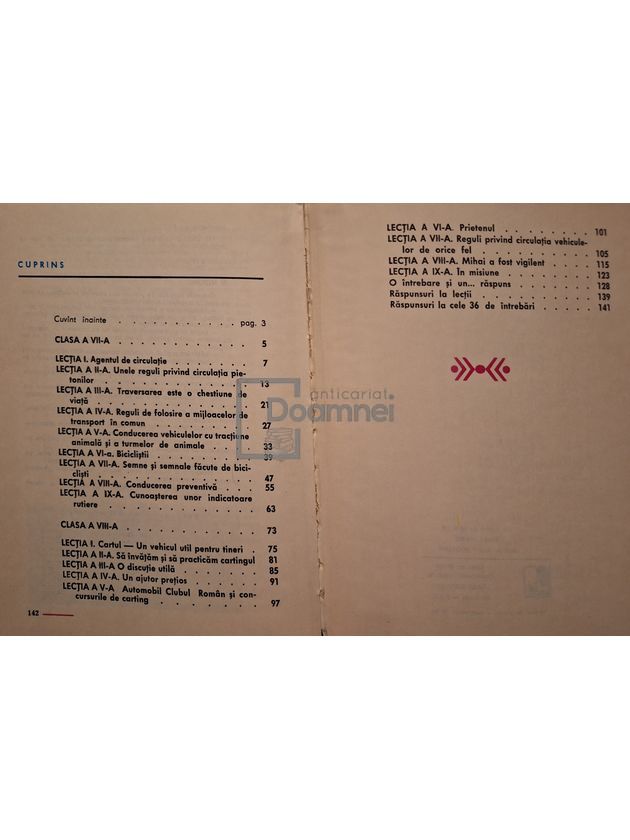 CUPRINS
Cuvînt înainte . . . . . . . . . . pag. 3
CLASA A VII-A . . . . . . . . . . 5
LECȚIA I. Agentul de circulație . . . . . . 7
LECȚIA A II-A. Unele reguli privind circulația pie-
tonilor . . . . . . . . . . 13
LECȚIA A III-A. Traversarea este o chestiune de
viață . . . . . . . . . . 21
LECȚIA A IV-A. Reguli de folosire a mijloacelor de
transport în comun . . . . . . 27
LECȚIA A V-A. Conducerea vehiculelor cu tracțiune
animală și a turmelor de animale . . . . 33
LECȚIA A VI-a. Bicicliștii . . . . . . . 39
LECȚIA A VII-A. Semne și semnale făcute de bici-
cliști . . . . . . . . . . 47
LECȚIA A VIII-A. Conducerea preventivă . . . 55
LECȚIA A IX-A. Cunoașterea unor indicatoare
rutiere . . . . . . . . . . 63
CLASA A VIII-A . . . . . . . . . . 73
LECȚIA I. Cartul — Un vehicul util pentru tineri . 75
LECȚIA A II-A. Să învățăm și să practicăm cartingul 81
LECȚIA A III-A O discuție utilă . . . . . . 85
LECȚIA A IV-A. Un ajutor prețios . . . . . 91
LECȚIA A V-A Automobil Clubul Român și con-
cursurile de carting . . . . . . . 97
142
LECȚIA A VI-A. Prietenul . . . . . . . . 101
LECȚIA A VII-A. Reguli privind circulația vehicule-
lor de orice fel . . . . . . . . 105
LECȚIA A VIII-A. Mihai a fost vigilent . . . . 115
LECȚIA A IX-A. În misiune . . . . . . . 123
O întrebare și un... răspuns . . . . . . . 128
Răspunsuri la lecții . . . . . . . . . 139
Răspunsuri la cele 36 de întrebări . . . . . 141
anticariat
Doamnei